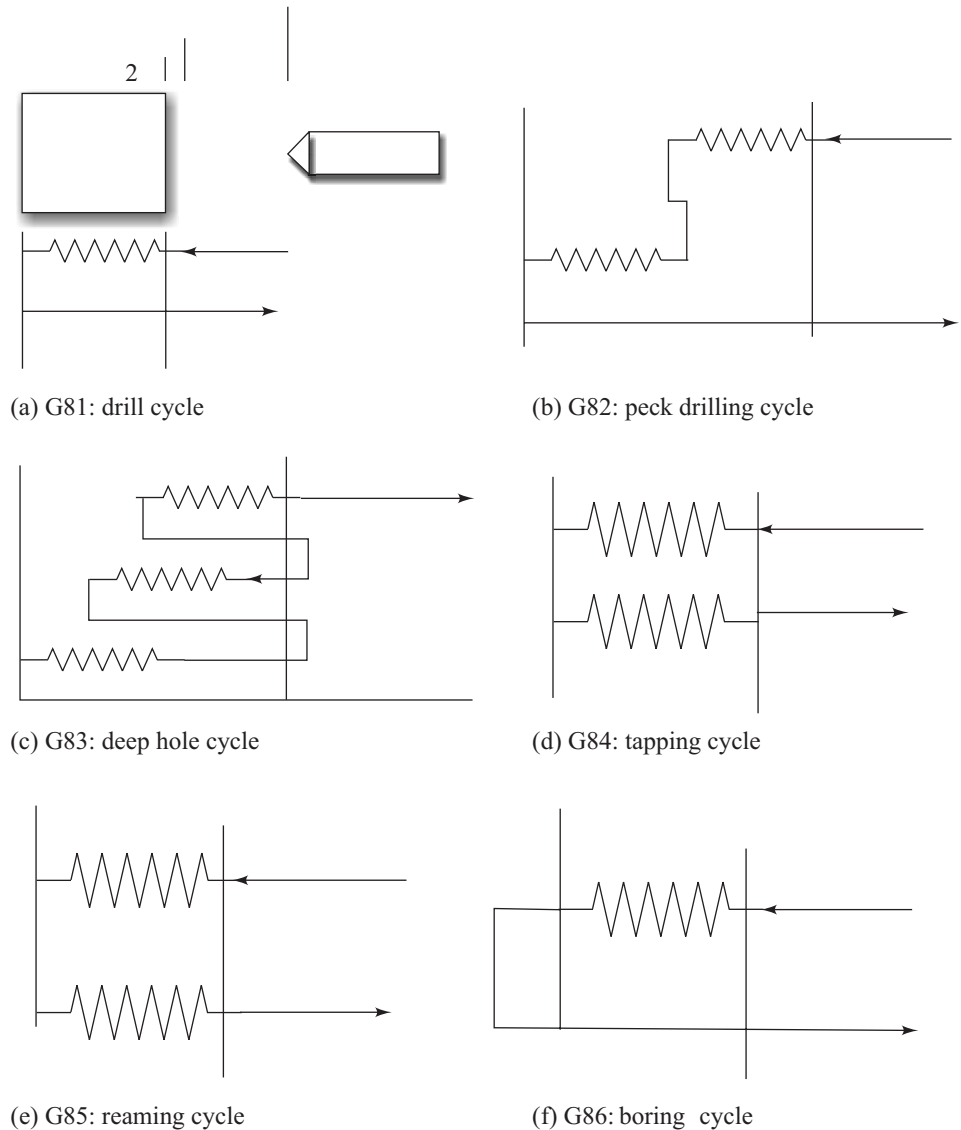 2
(a) G81: drill cycle
(b) G82: peck drilling cycle
(c) G83: deep hole cycle
(d) G84: tapping cycle
(e) G85: reaming cycle
(f) G86: boring cycle